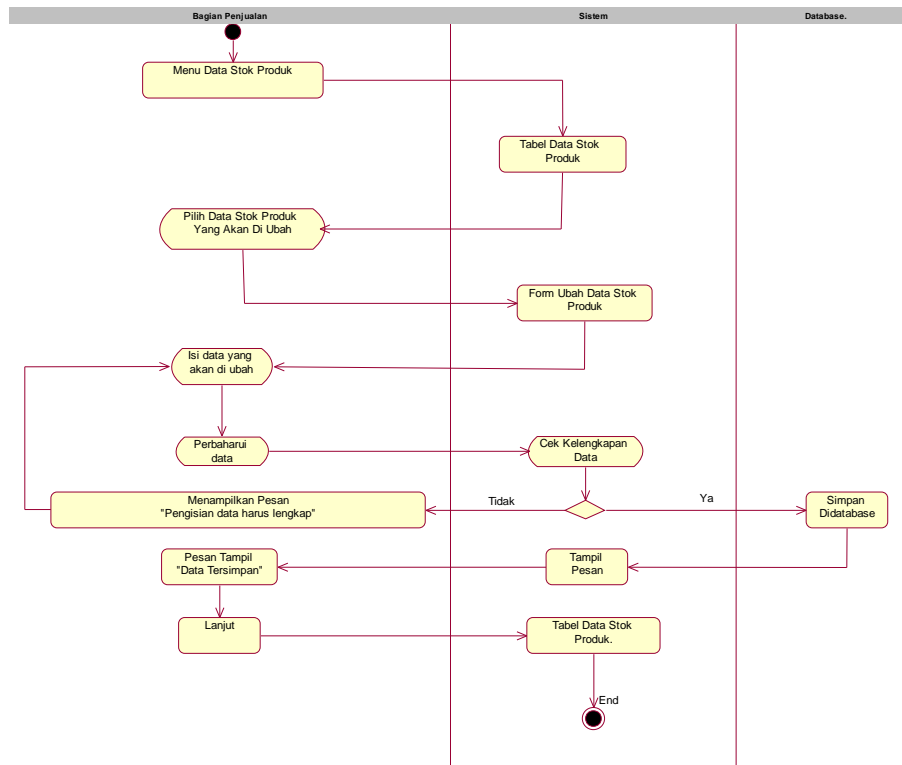 Bagian Penjualan
Sistem
Database.
Menu Data Stok Produk
Tabel Data Stok
Produk
Pilih Data Stok Produk
Yang Akan Di Ubah
Form Ubah Data Stok
Produk
Isi data yang
akan di ubah
Perbaharui
data
Cek Kelengkapan
Data
Menampilkan Pesan
"Pengisian data harus lengkap"
Tidak
Ya
Simpan
Didatabase
Pesan Tampil
"Data Tersimpan"
Tampil
Pesan
Lanjut
Tabel Data Stok
Produk.
End